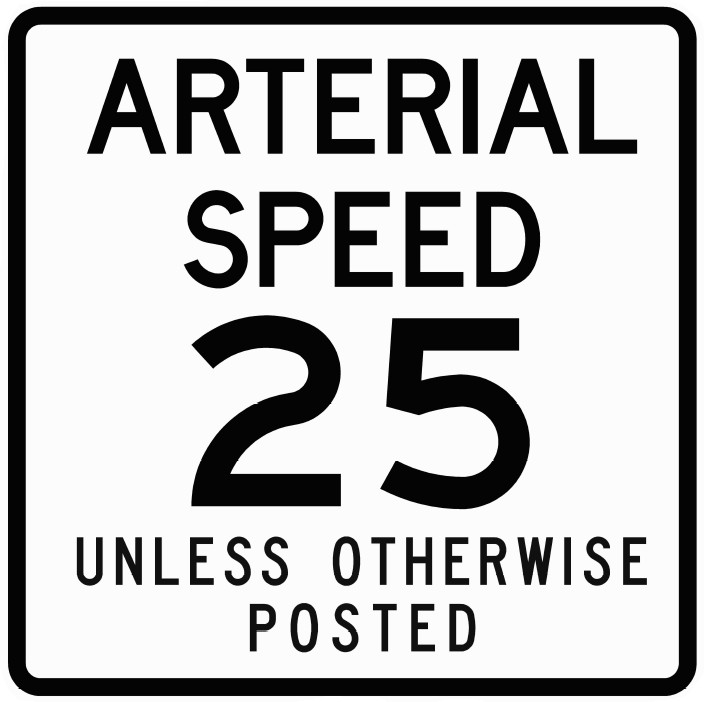 ARTERIAL
SPEED
25
UNLESS OTHERWISE
POSTED